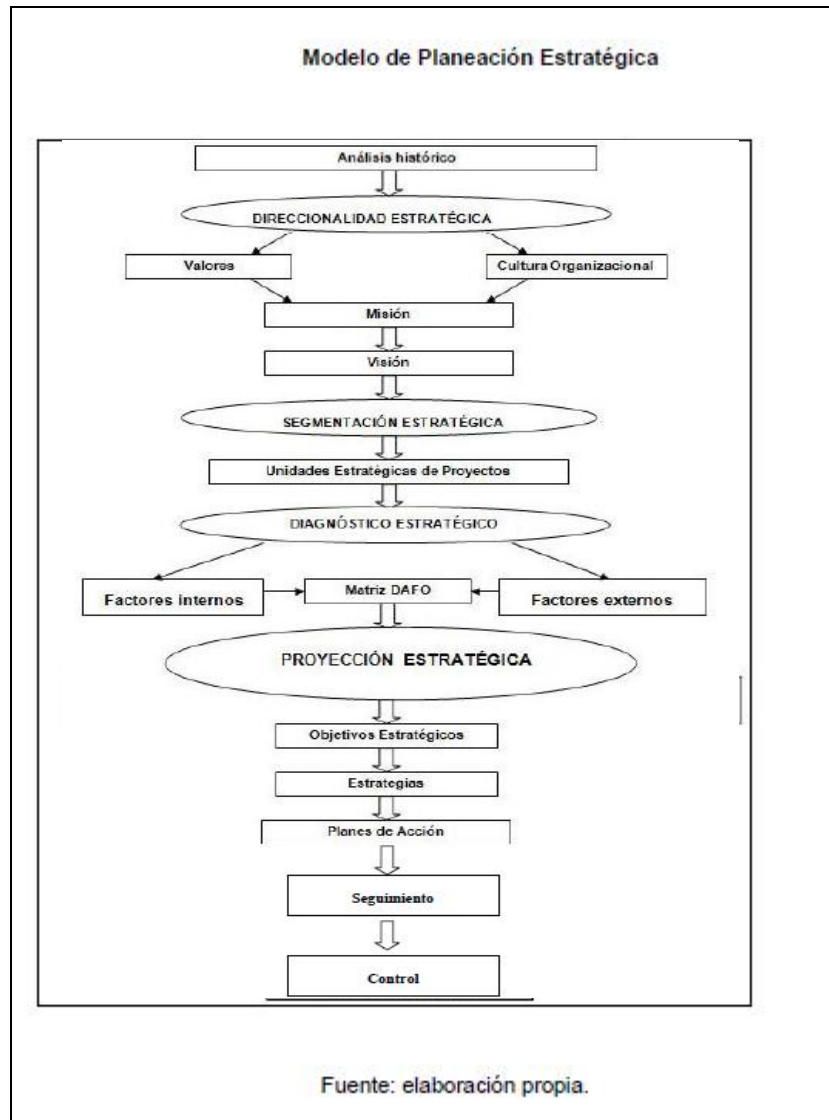 Modelo de Planeación Estratégica
Análisis histórico
DIRECCIONALIDAD ESTRATÉGICA
Valores
Cultura Organizacional
Misión
Visión
SEGMENTACIÓN ESTRATÉGICA
Unidades Estratégicas de Proyectos
DIAGNÓSTICO ESTRATÉGICO
Factores internos
Matriz DAFO
Factores externos
PROYECCIÓN ESTRATÉGICA
Objetivos Estratégicos
Estrategias
Planes de Acción
Seguimiento
Control
Fuente: elaboración propia.